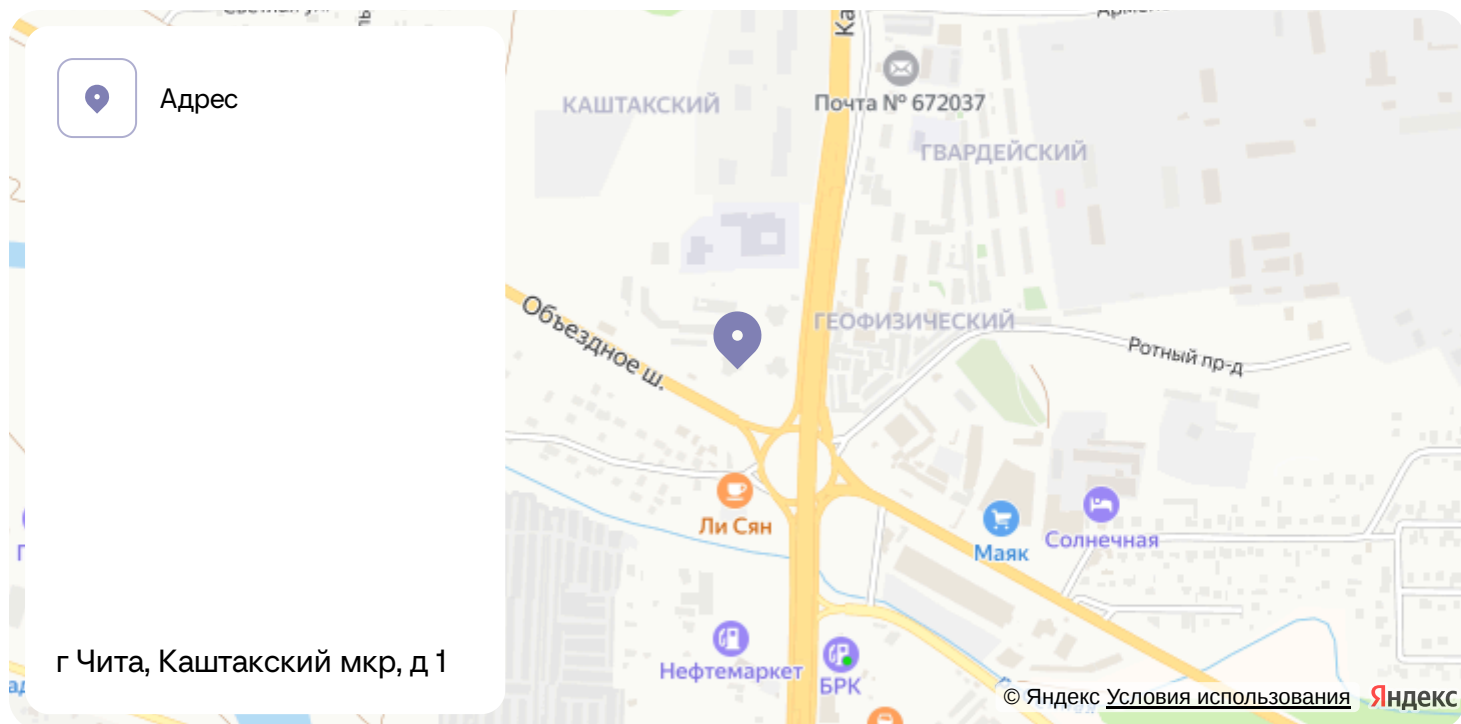 Адрес
г Чита, Каштакский мкр, д 1
КАШТАКСКИЙ
Почта № 672037
ГВАРДЕЙСКИЙ
Объездное ш.
ГЕОФИЗИЧЕСКИЙ
Ротный пр-д
Ли Сян
Маяк
Солнечная
Нефтемаркет
БРК
© Яндекс Условия использования
Яндекс